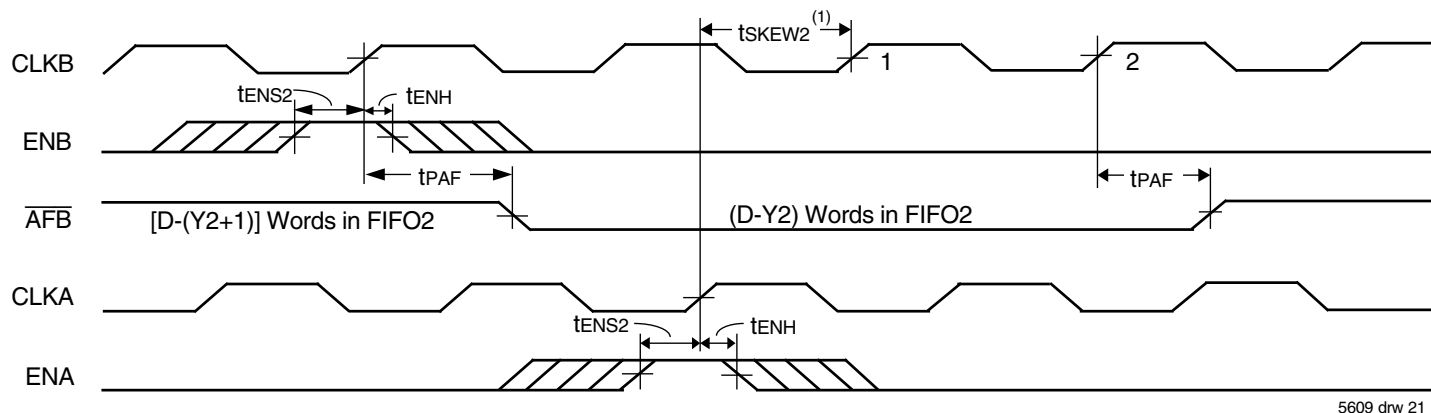 tSKEW2(1)
CLKB
1
2
tENS2
tENH
ENB
tPAF
tPAF
AFB
[D-(Y2+1)] Words in FIFO2
(D-Y2) Words in FIFO2
CLKA
tENS2
tENH
ENA
5609 drw 21